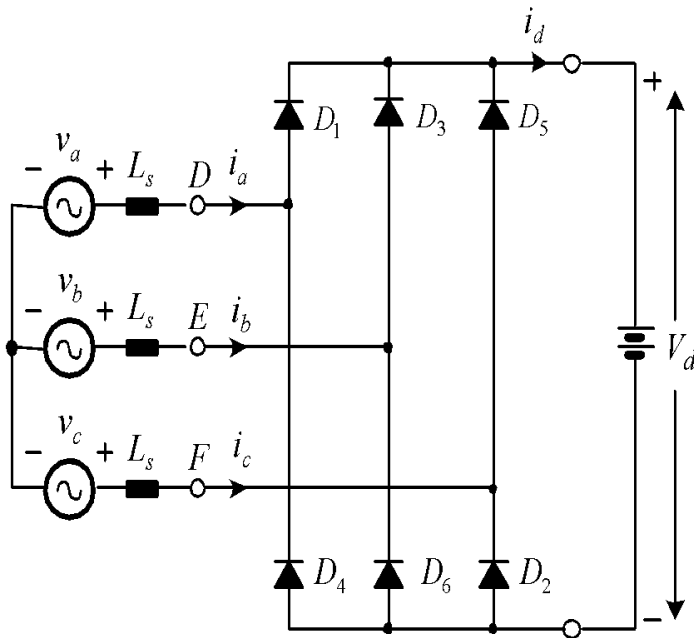 i_d
+
D_1 D_3 D_5
v_a
- + L_s D i_a
v_b
- + L_s E i_b
V_d
v_c
- + L_s F i_c
D_4 D_6 D_2
-